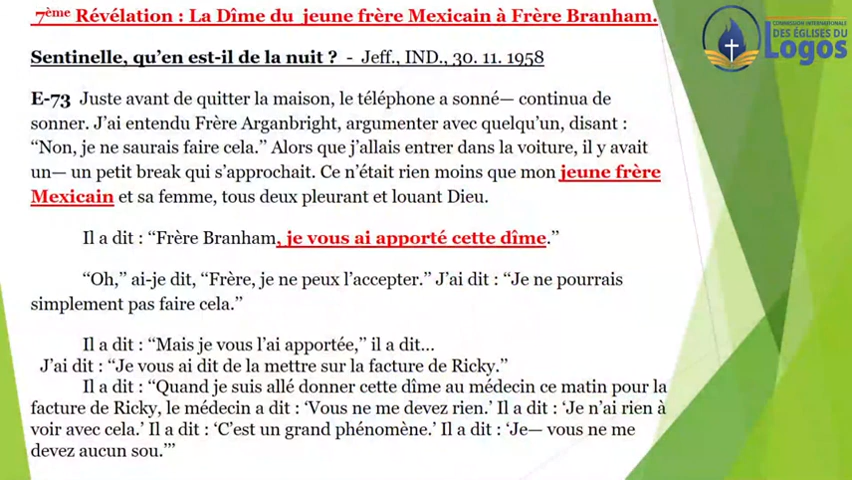 7ème Révélation : La Dîme du jeune frère Mexicain à Frère Branham.
COMMISSION INTERNATIONALE
DES ÉGLISES DU
Logos
Sentinelle, qu’en est-il de la nuit ? - Jeff., IND., 30. 11. 1958
E-73 Juste avant de quitter la maison, le téléphone a sonné— continua de
sonner. J’ai entendu Frère Arganbright, argumenter avec quelqu’un, disant :
“Non, je ne saurais faire cela.” Alors que j’allais entrer dans la voiture, il y avait
un— un petit break qui s’approchait. Ce n’était rien moins que mon jeune frère
Mexicain et sa femme, tous deux pleurant et louant Dieu.
Il a dit : “Frère Branham, je vous ai apporté cette dîme.”
“Oh,” ai-je dit, “Frère, je ne peux l’accepter.” J’ai dit : “Je ne pourrais
simplement pas faire cela.”
Il a dit : “Mais je vous l’ai apportée,” il a dit...
J’ai dit : “Je vous ai dit de la mettre sur la facture de Ricky.”
Il a dit : “Quand je suis allé donner cette dîme au médecin ce matin pour la
facture de Ricky, le médecin a dit : ‘Vous ne me devez rien.’ Il a dit : ‘Je n’ai rien à
voir avec cela.’ Il a dit : ‘C’est un grand phénomène.’ Il a dit : ‘Je— vous ne me
devez aucun sou.’”